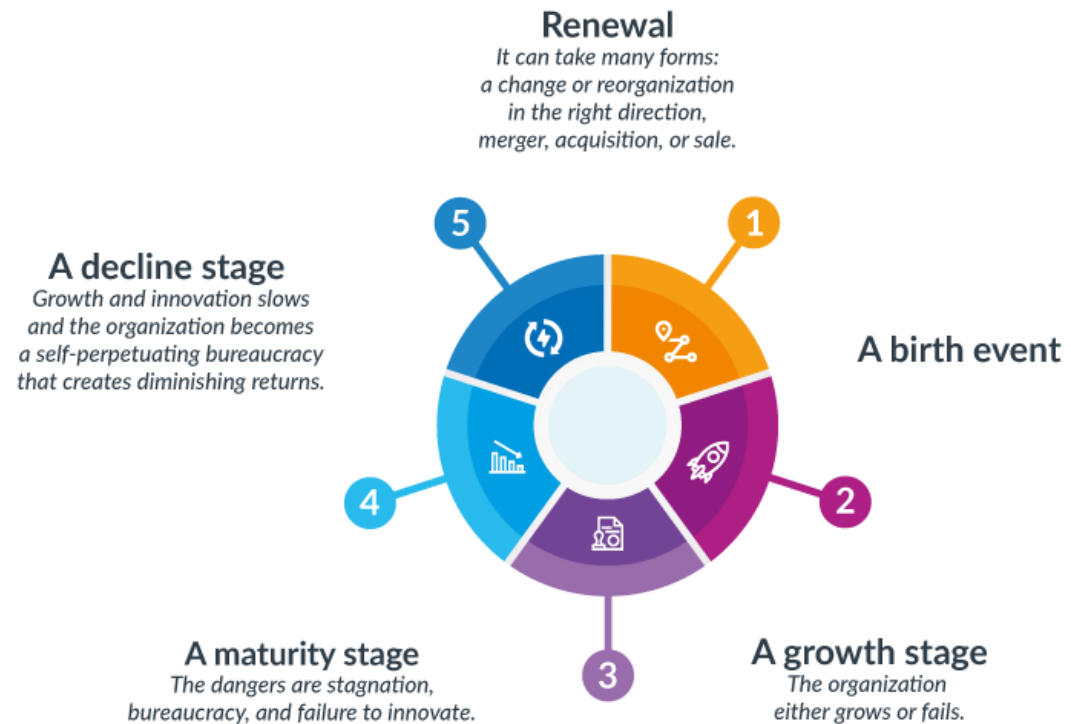 Renewal
It can take many forms:
a change or reorganization
in the right direction,
merger, acquisition, or sale.
5
1
A decline stage
Growth and innovation slows
and the organization becomes
a self-perpetuating bureaucracy
that creates diminishing returns.
A birth event
4
2
A maturity stage
The dangers are stagnation,
bureaucracy, and failure to innovate.
3
A growth stage
The organization
either grows or fails.